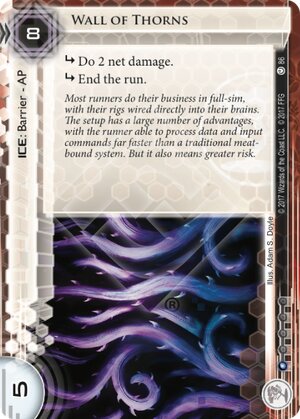 WALL OF THORNS
8
ICE: Barrier - AP
↳ Do 2 net damage.
↳ End the run.
Most runners do their business in full-sim,
with their rigs wired directly into their brains.
The setup has a large number of advantages,
with the runner able to process data and input
commands far faster than a traditional meat-
bound system. But it also means greater risk.
86
© 2017 Wizards of the Coast LLC. © 2017 FFG
Illus. Adam S. Doyle
®
5